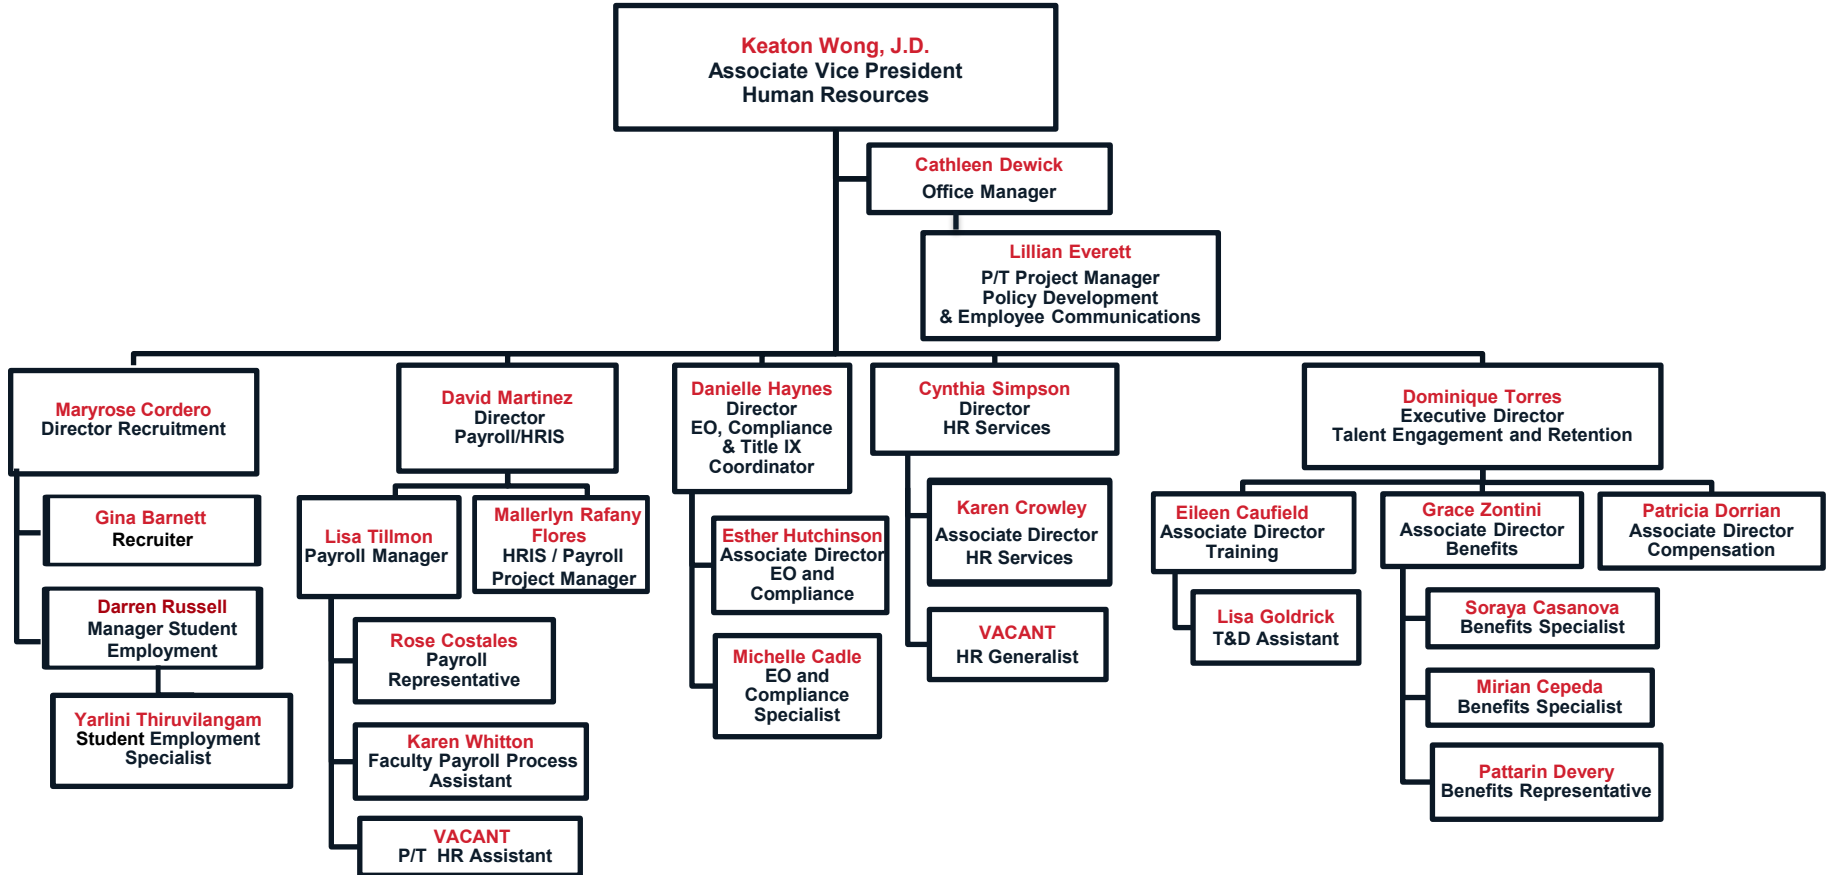 Keaton Wong, J.D.
Associate Vice President
Human Resources
Cathleen Dewick
Office Manager
Lillian Everett
P/T Project Manager
Policy Development
& Employee Communications
Maryrose Cordero
Director Recruitment
Gina Barnett
Recruiter
Darren Russell
Manager Student
Employment
Yarlini Thiruvilangam
Student Employment
Specialist
David Martinez
Director
Payroll/HRIS
Lisa Tillmon
Payroll Manager
Mallerlyn Rafany
Flores
HRIS / Payroll
Project Manager
Rose Costales
Payroll
Representative
Karen Whitton
Faculty Payroll Process
Assistant
VACANT
P/T HR Assistant
Danielle Haynes
Director
EO, Compliance
& Title IX
Coordinator
Esther Hutchinson
Associate Director
EO and
Compliance
Michelle Cadle
EO and
Compliance
Specialist
Cynthia Simpson
Director
HR Services
Karen Crowley
Associate Director
HR Services
VACANT
HR Generalist
Dominique Torres
Executive Director
Talent Engagement and Retention
Eileen Caufield
Associate Director
Training
Lisa Goldrick
T&D Assistant
Grace Zontini
Associate Director
Benefits
Soraya Casanova
Benefits Specialist
Mirian Cepeda
Benefits Specialist
Pattarin Devery
Benefits Representative
Patricia Dorrian
Associate Director
Compensation